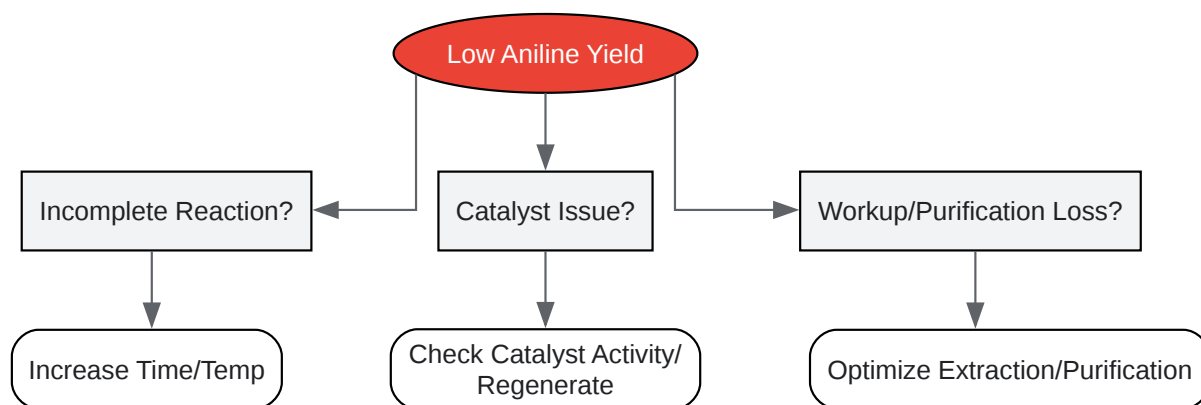 Low Aniline Yield
Incomplete Reaction?
Catalyst Issue?
Workup/Purification Loss?
Increase Time/Temp
Check Catalyst Activity/
Regenerate
Optimize Extraction/Purification